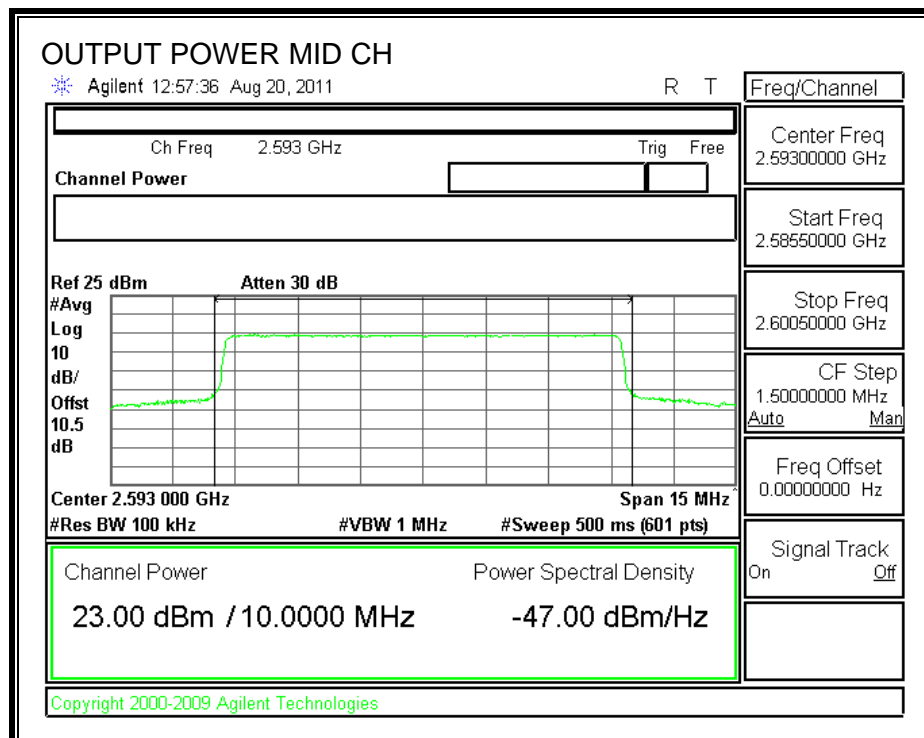 OUTPUT POWER MID CH
Agilent 12:57:36 Aug 20, 2011 R T
Freq/Channel
Ch Freq 2.593 GHz Trig Free
Channel Power
Center Freq
2.59300000 GHz
Start Freq
2.58550000 GHz
Stop Freq
2.60050000 GHz
CF Step
1.50000000 MHz
Auto Man
Freq Offset
0.00000000 Hz
Signal Track
On Off
Ref 25 dBm Atten 30 dB
#Avg
Log
10
dB/
Offst
10.5
dB
Center 2.593 000 GHz Span 15 MHz
#Res BW 100 kHz #VBW 1 MHz #Sweep 500 ms (601 pts)
Channel Power Power Spectral Density
23.00 dBm / 10.0000 MHz -47.00 dBm/Hz
Copyright 2000-2009 Agilent Technologies